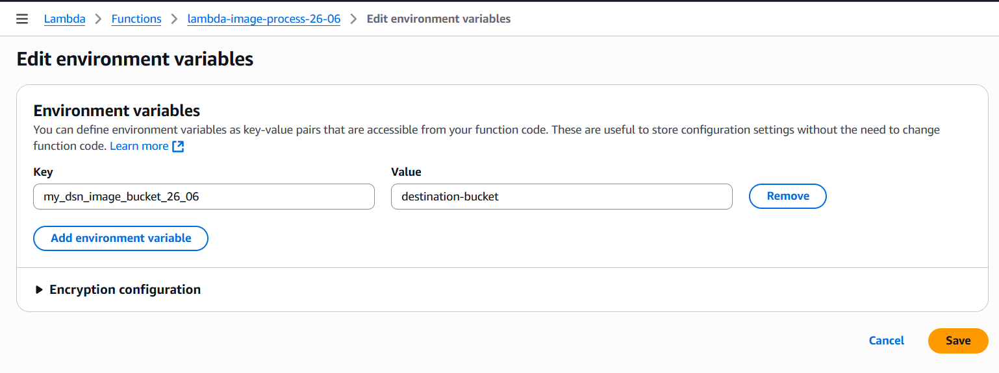 Lambda > Functions > lambda-image-process-26-06 > Edit environment variables
Edit environment variables
Environment variables
You can define environment variables as key-value pairs that are accessible from your function code. These are useful to store configuration settings without the need to change
function code. Learn more
Key Value
my_dsn_image_bucket_26_06 destination-bucket Remove
Add environment variable
Encryption configuration
Cancel Save